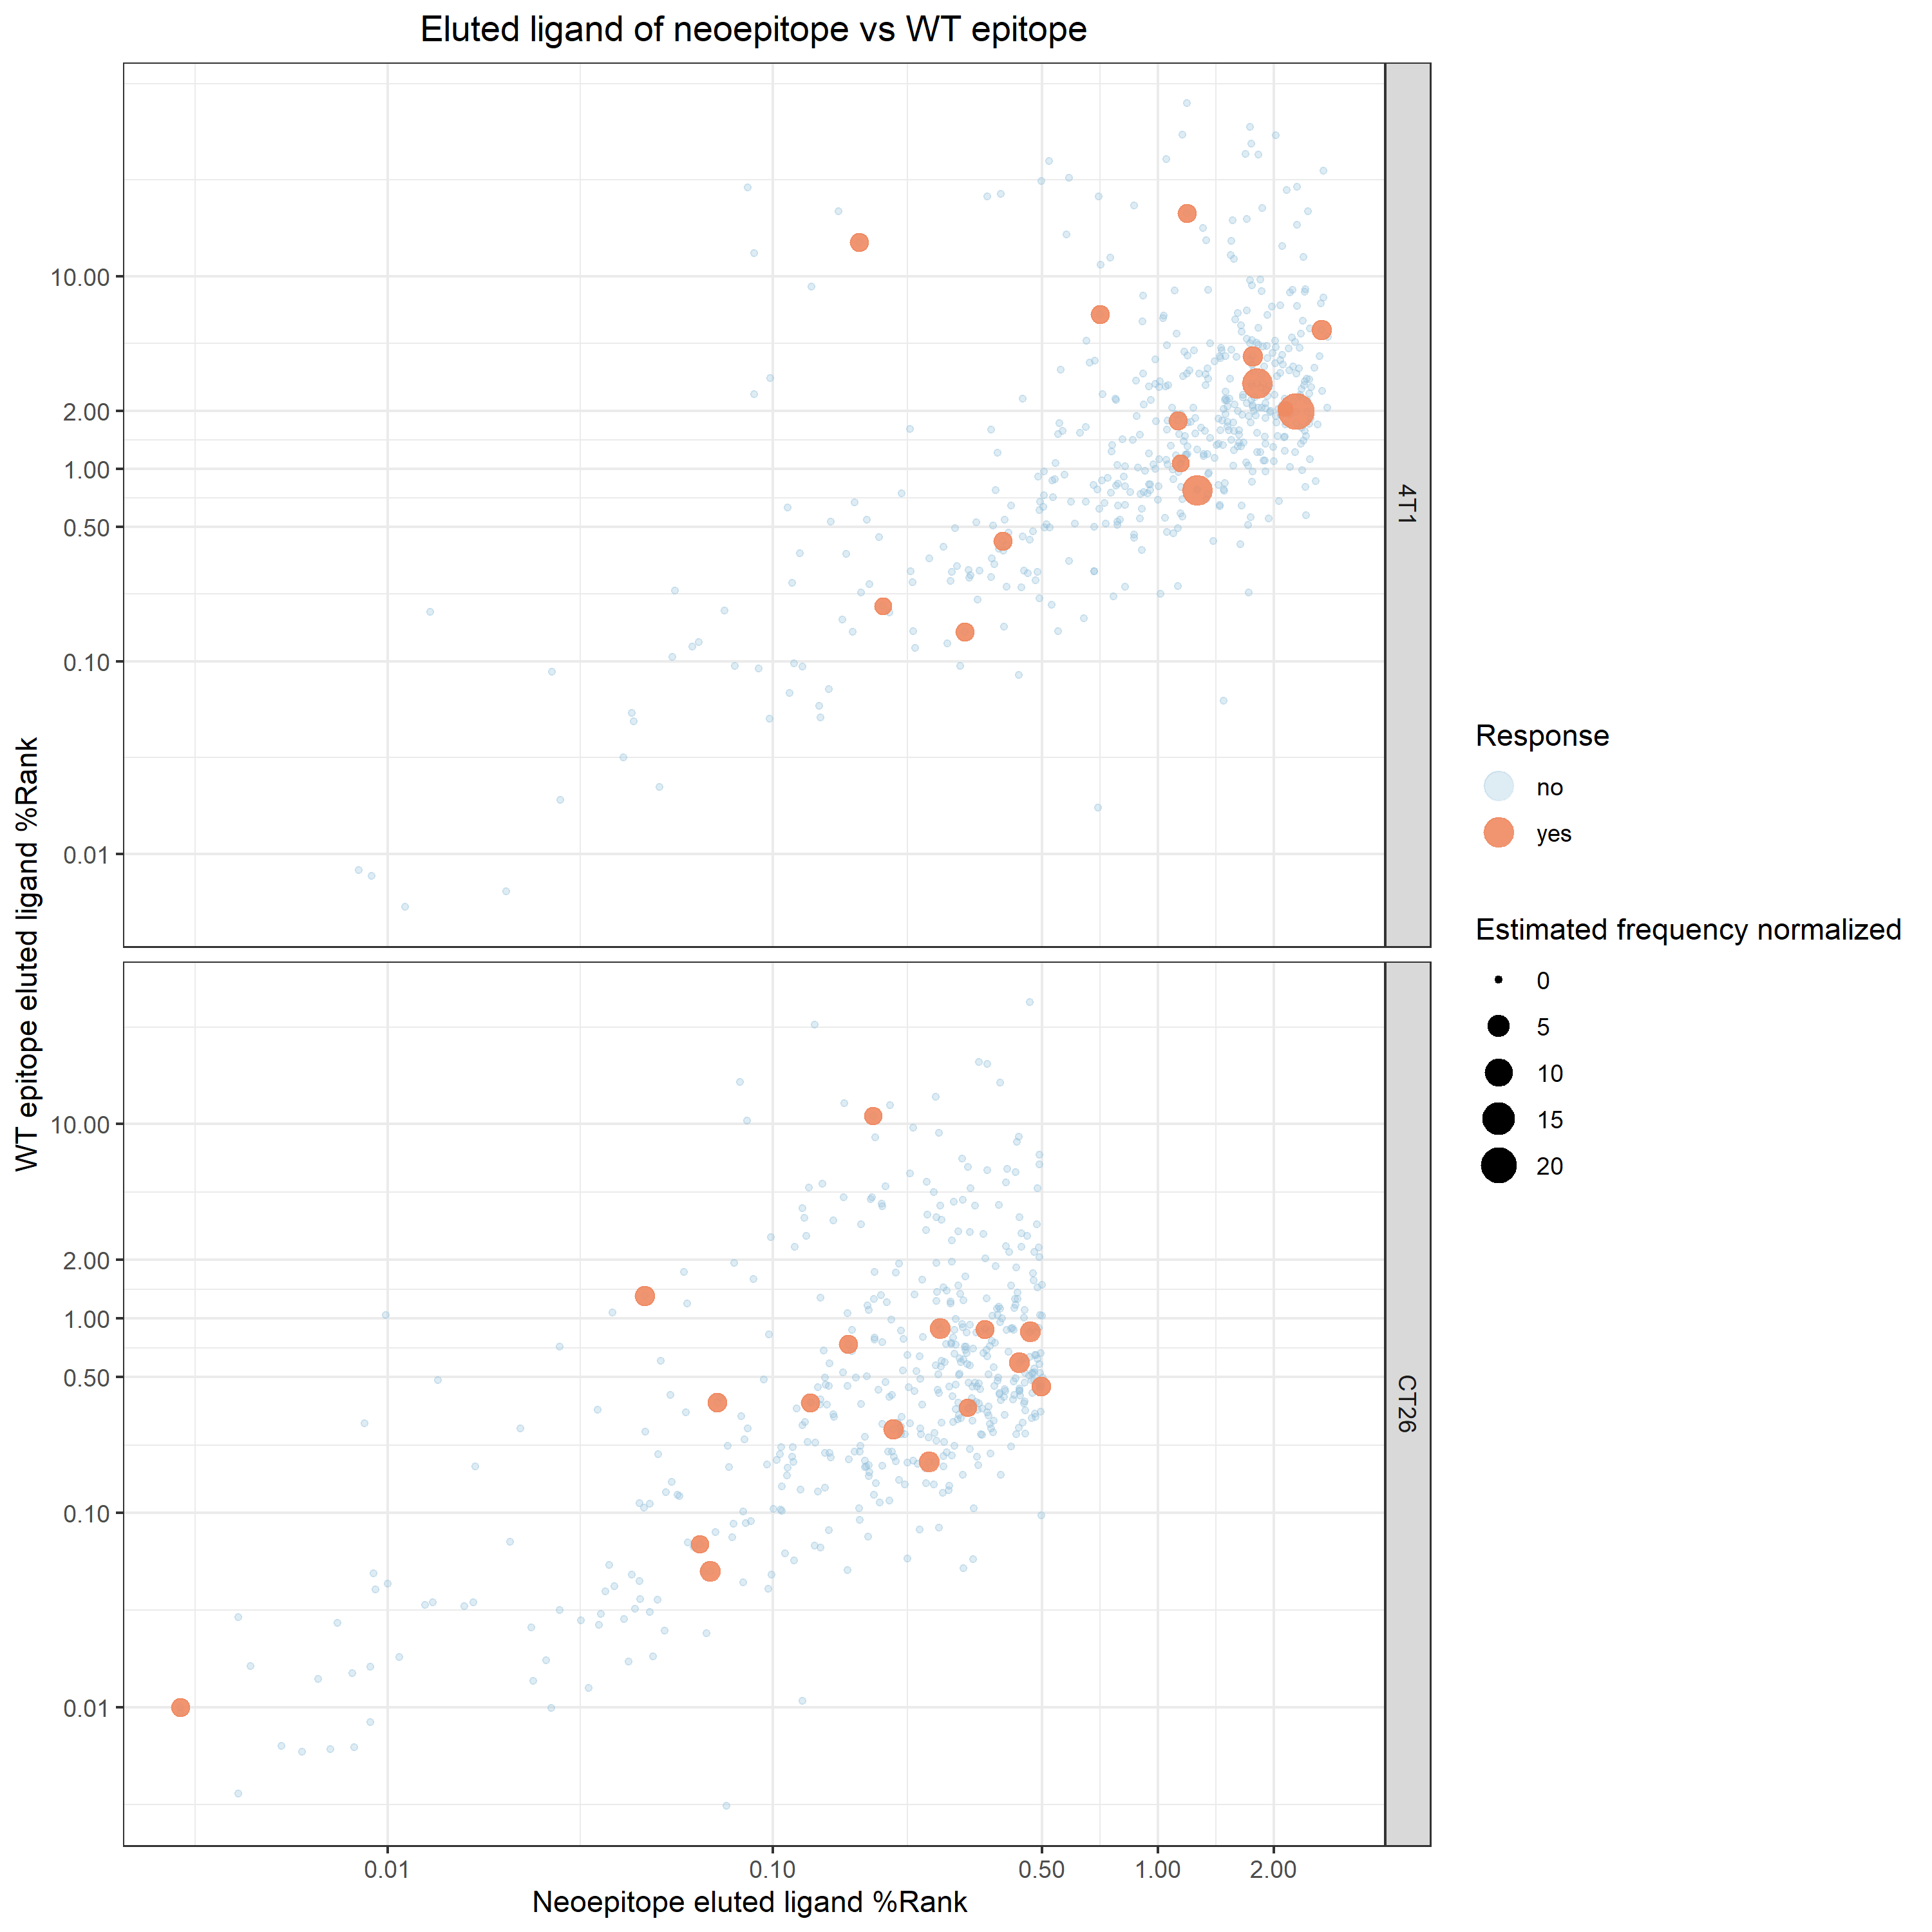 Eluted ligand of neoepitope vs WT epitope
WT epitope eluted ligand %Rank
10.00
2.00
1.00
0.50
0.10
0.01
4T1
10.00
2.00
1.00
0.50
0.10
0.01
CT26
0.01
0.10
0.50
1.00
2.00
Neoepitope eluted ligand %Rank
Response
no
yes
Estimated frequency normalized
0
5
10
15
20